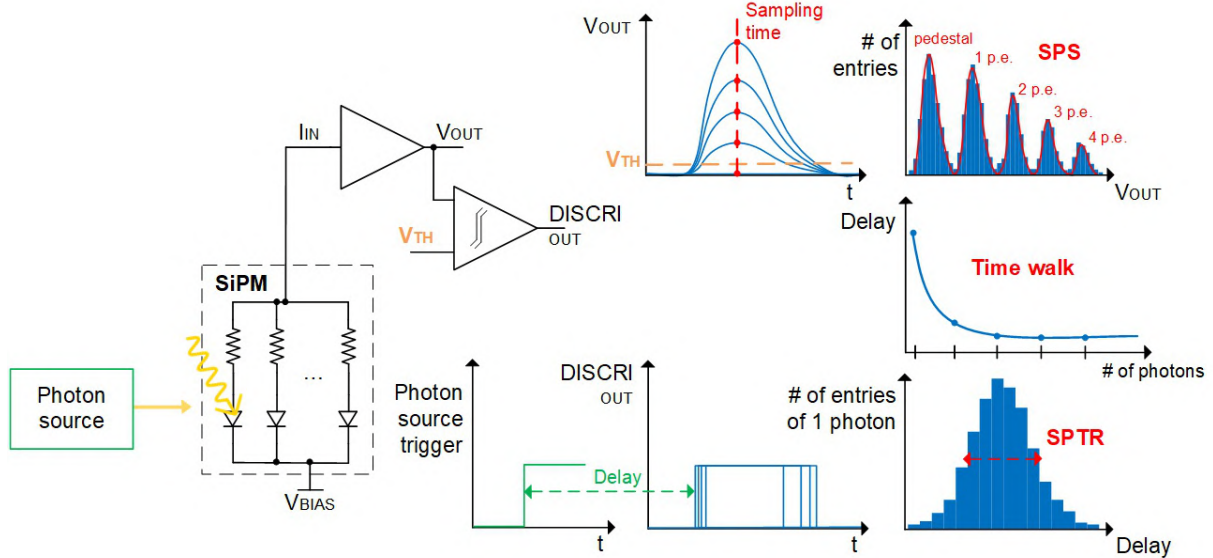 Sampling
time
VOUT
VTH
t
# of
entries
pedestal
1 p.e.
SPS
2 p.e.
3 p.e.
4 p.e.
VOUT
IIN
VOUT
DISCRI
OUT
VTH
Delay
Time walk
# of photons
SiPM
...
Photon
source
VBIAS
Photon
source
trigger
Delay
t
DISCRI
OUT
t
# of entries
of 1 photon
SPTR
Delay